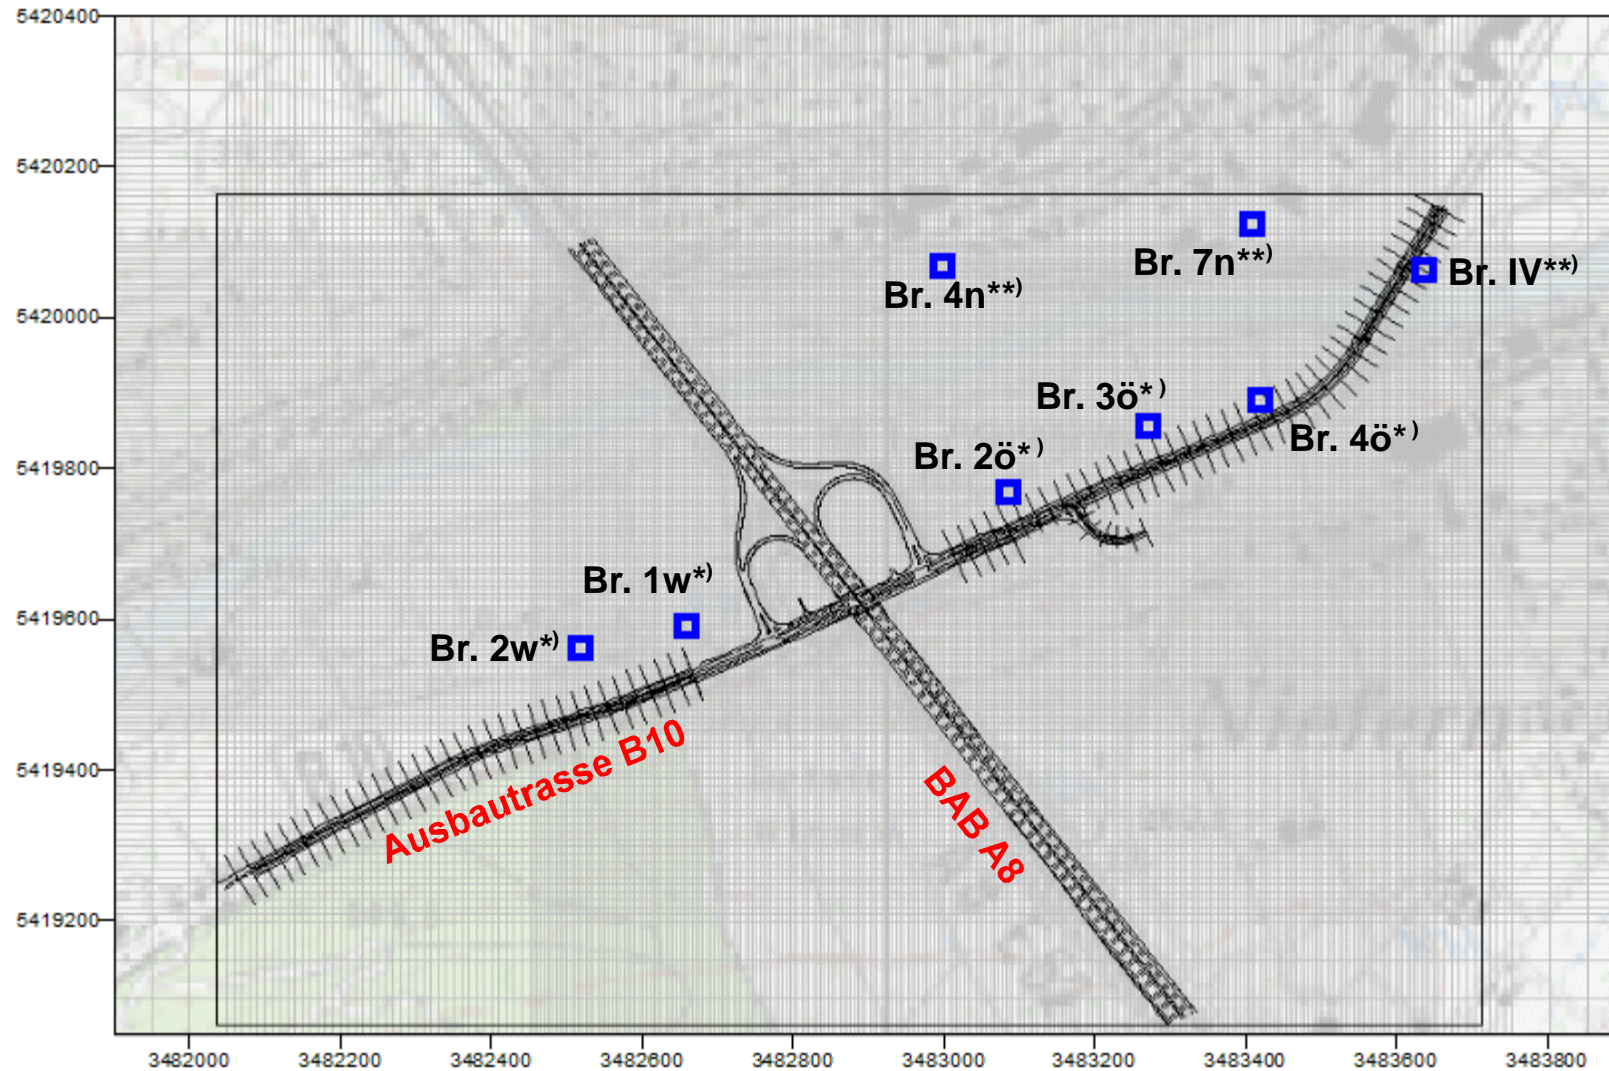 5420400
5420200
Br. 7n**)
Br. IV**)
Br. 4n**)
5420000
Br. 3ö*)
Br. 4ö*)
Br. 2ö*)
5419800
Br. 1w*)
5419600
Br. 2w*)
Ausbautrasse B10
BAB A8
5419400
5419200
3482000 3482200 3482400 3482600 3482800 3483000 3483200 3483400 3483600 3483800